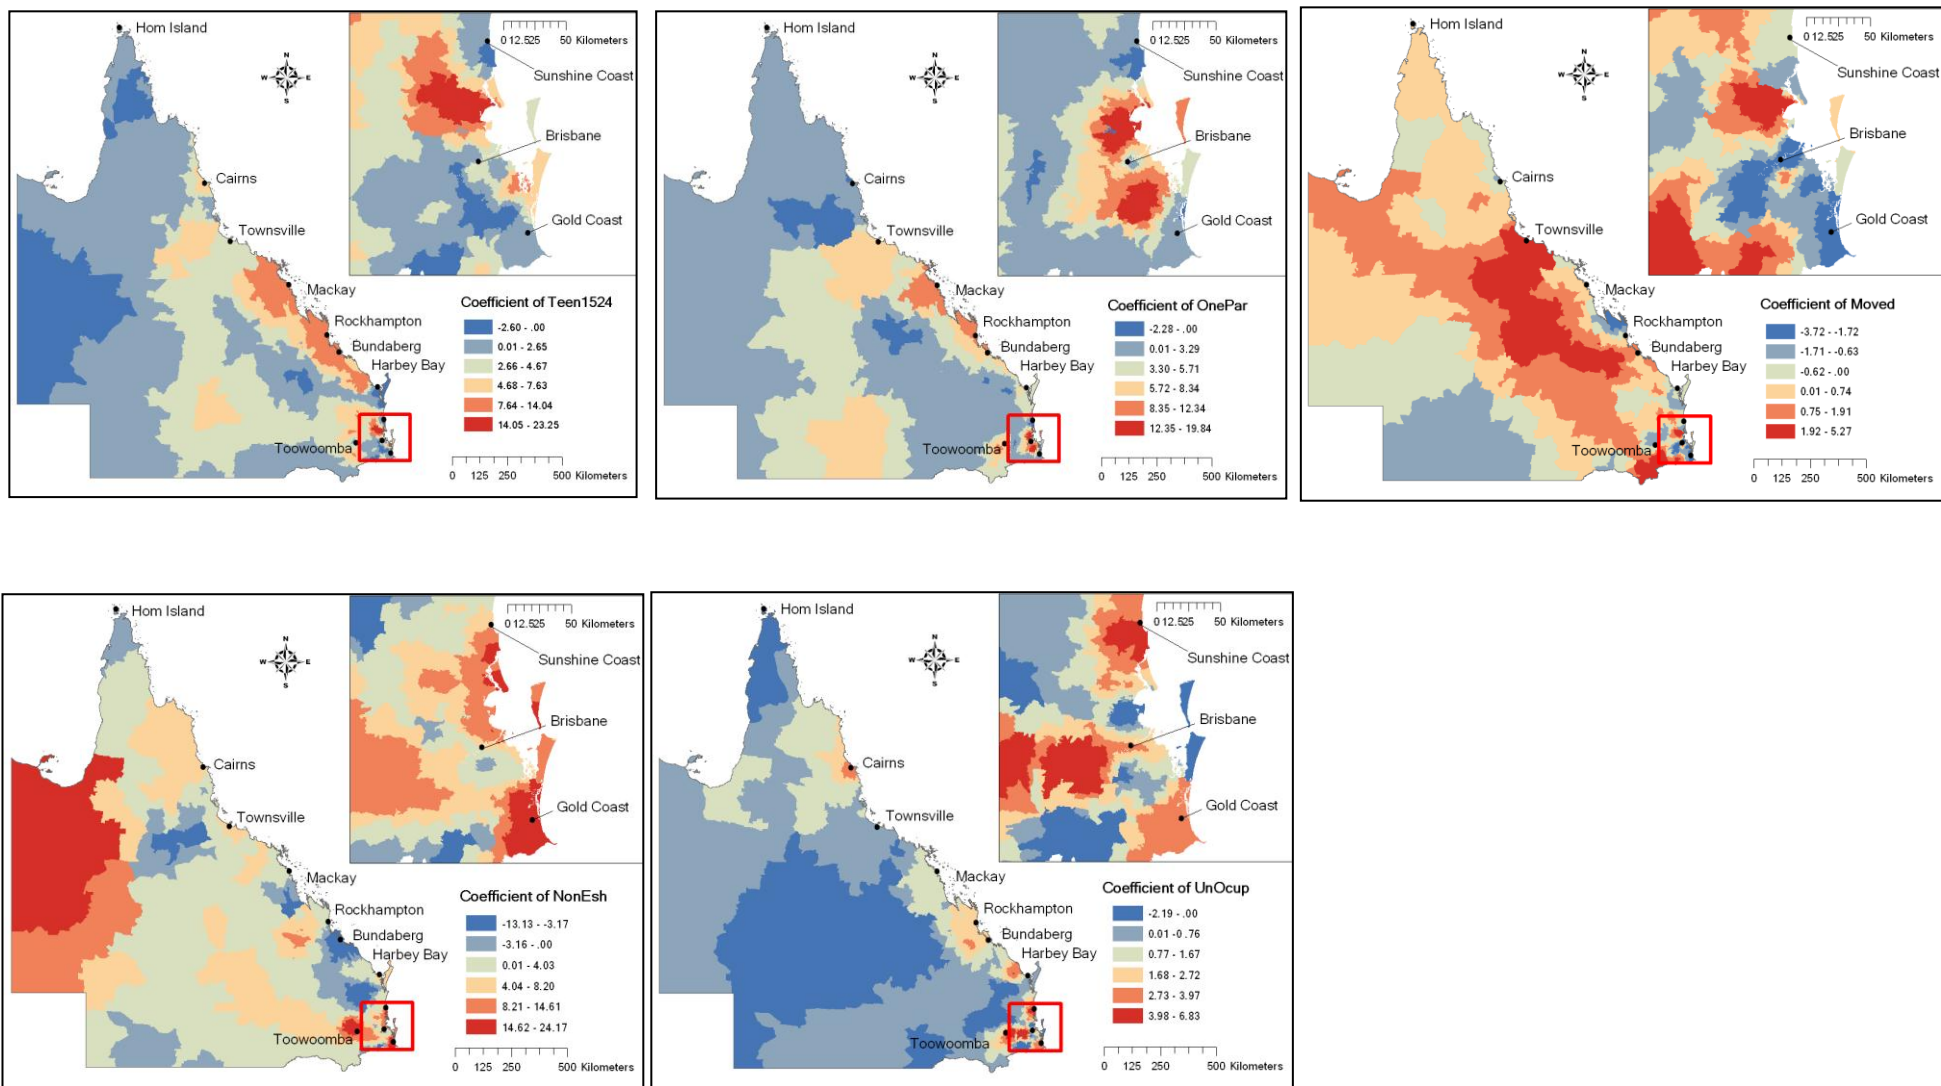 Hom Island
0 12.525 50 Kilometers
Sunshine Coast
N
W E
S
Brisbane
Cairns
Gold Coast
Townsville
Mackay
Coefficient of Teen1524
-2.60 - .00
0.01 - 2.65
2.66 - 4.67
4.68 - 7.63
7.64 - 14.04
14.05 - 23.25
Rockhampton
Bundaberg
Harbey Bay
Toowoomba
0 125 250 500 Kilometers
Hom Island
0 12.525 50 Kilometers
Sunshine Coast
N
W E
S
Brisbane
Cairns
Gold Coast
Townsville
Mackay
Coefficient of OnePar
-2.28 - .00
0.01 - 3.29
3.30 - 5.71
5.72 - 8.34
8.35 - 12.34
12.35 - 19.84
Rockhampton
Bundaberg
Harbey Bay
Toowoomba
0 125 250 500 Kilometers
Hom Island
0 12.525 50 Kilometers
Sunshine Coast
N
W E
S
Brisbane
Cairns
Gold Coast
Townsville
Mackay
Coefficient of Moved
-3.72 - -1.72
-1.71 - -0.63
-0.62 - .00
0.01 - 0.74
0.75 - 1.91
1.92 - 5.27
Rockhampton
Bundaberg
Harbey Bay
Toowoomba
0 125 250 500 Kilometers
Hom Island
0 12.525 50 Kilometers
Sunshine Coast
N
W E
S
Brisbane
Cairns
Gold Coast
Townsville
Mackay
Coefficient of NonEsh
-13.13 - -3.17
-3.16 - .00
0.01 - 4.03
4.04 - 8.20
8.21 - 14.61
14.62 - 24.17
Rockhampton
Bundaberg
Harbey Bay
Toowoomba
0 125 250 500 Kilometers
Hom Island
0 12.525 50 Kilometers
Sunshine Coast
N
W E
S
Brisbane
Cairns
Gold Coast
Townsville
Mackay
Coefficient of UnOcup
-2.19 - .00
0.01 - 0.76
0.77 - 1.67
1.68 - 2.72
2.73 - 3.97
3.98 - 6.83
Rockhampton
Bundaberg
Harbey Bay
Toowoomba
0 125 250 500 Kilometers